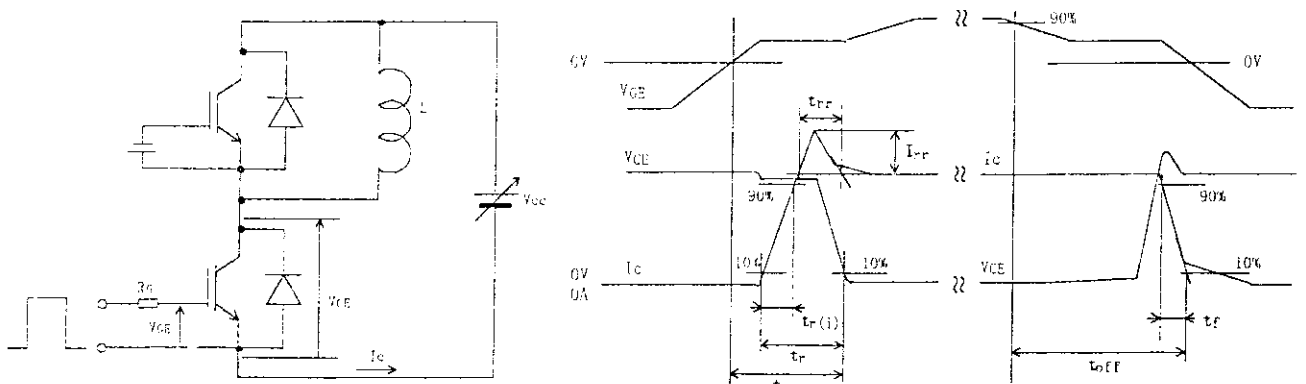 L
Vcc
RG
VGE
VCE
Ic
0V
VGE
VCE
Ic
0V
0A
90%
10%
10%
trr
Irr
tr(i)
tr
t
90%
0V
Ic
90%
VCE
10%
tf
toff